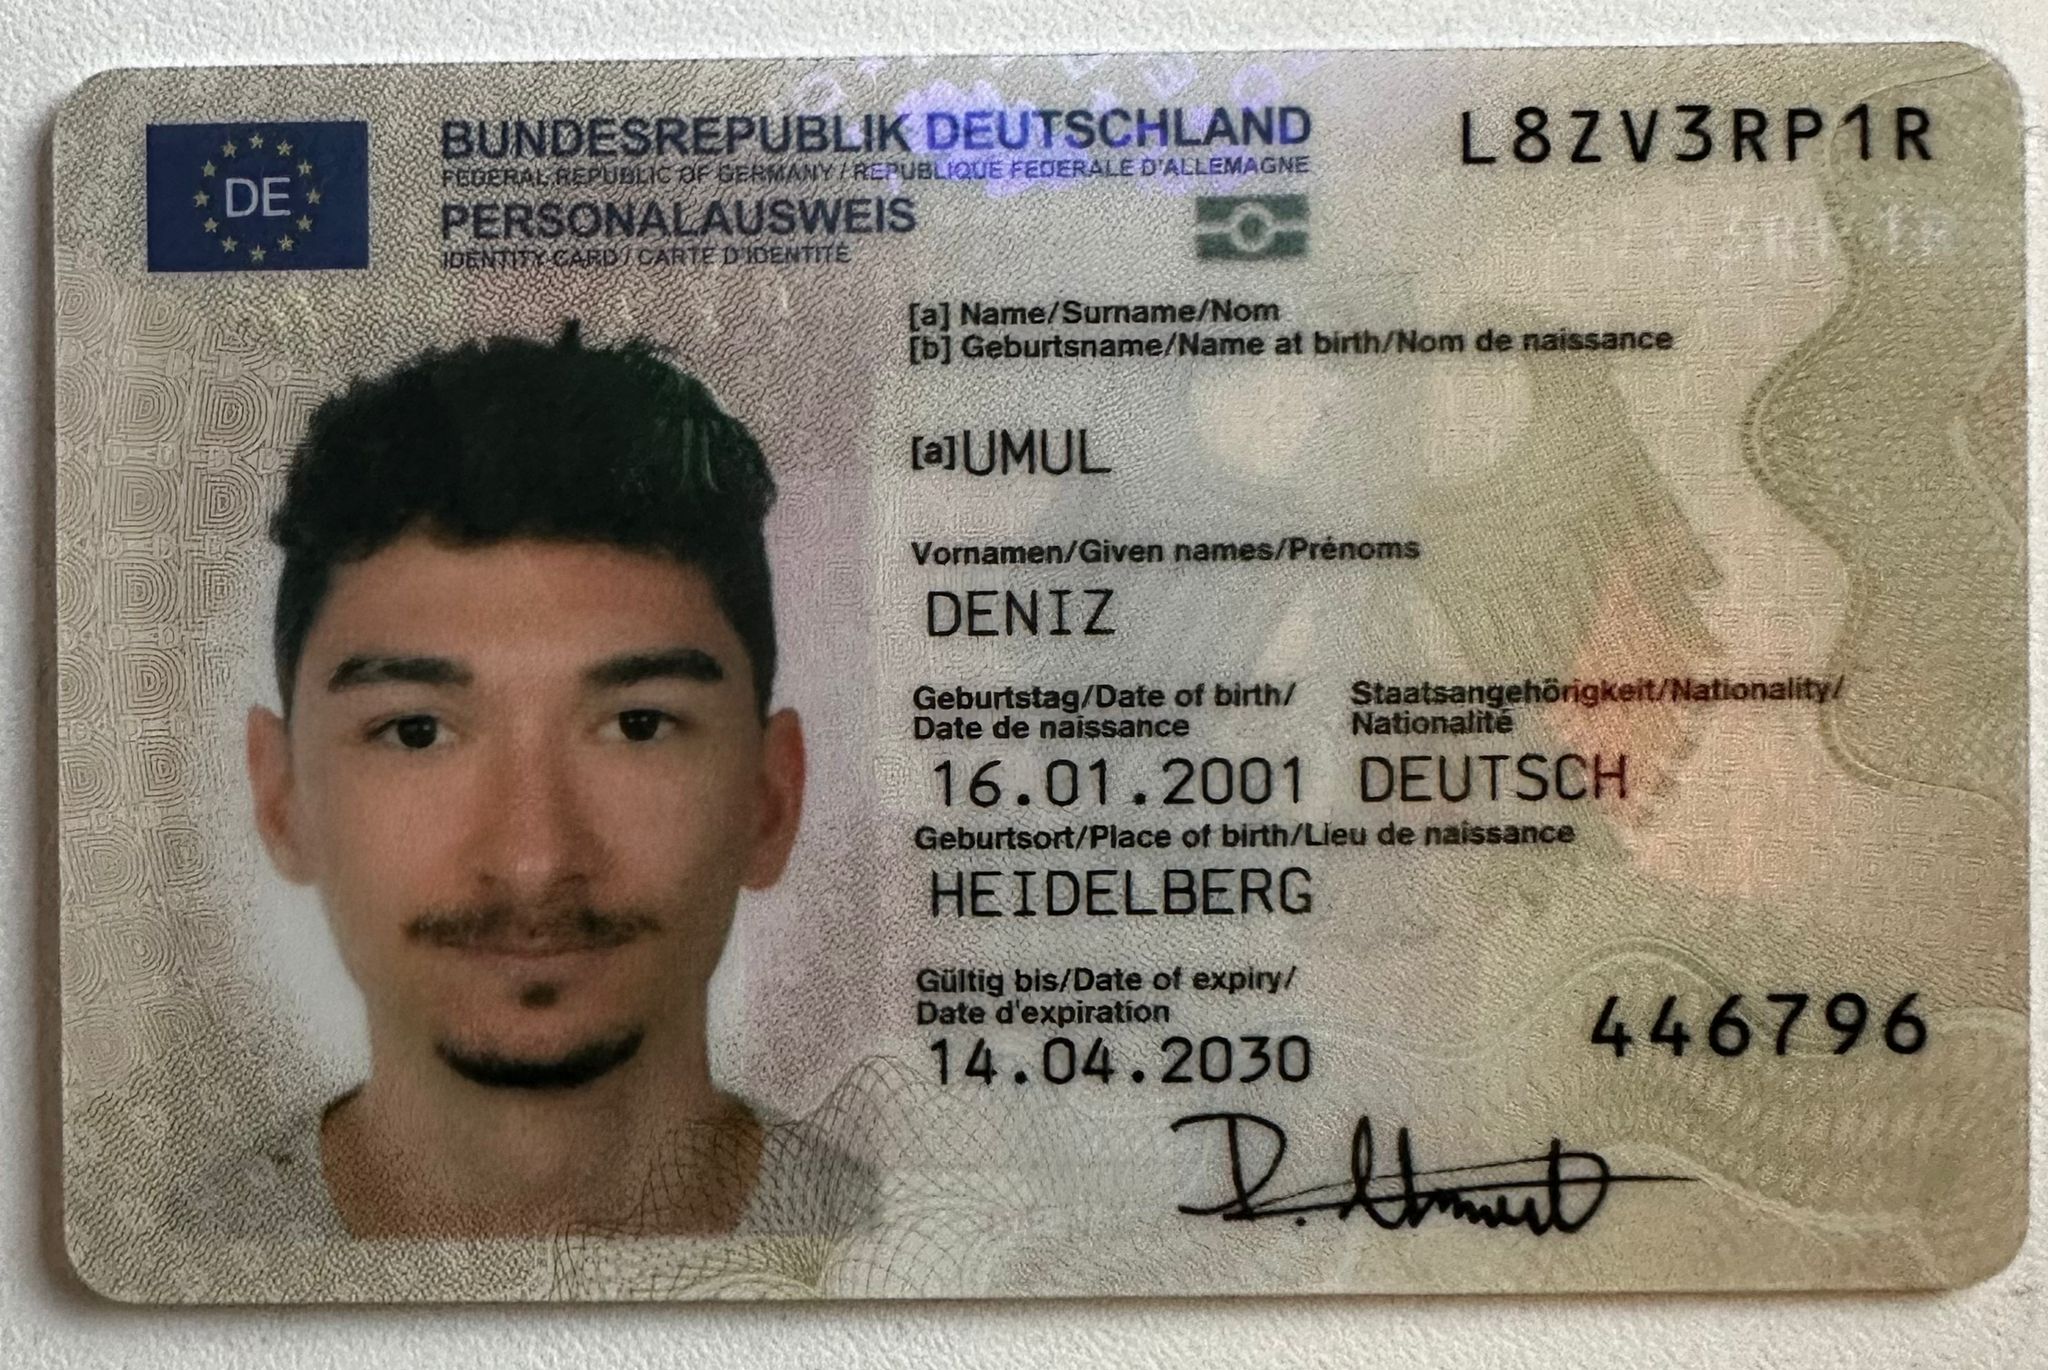 DE
BUNDESREPUBLIK DEUTSCHLAND
FEDERAL REPUBLIC OF GERMANY / REPUBLIQUE FEDERALE D'ALLEMAGNE
PERSONALAUSWEIS
IDENTITY CARD / CARTE D'IDENTITÉ
L8ZV3RP1R
[a] Name/Surname/Nom
[b] Geburtsname/Name at birth/Nom de naissance
[a] UMUL
Vornamen/Given names/Prénoms
DENIZ
Geburtstag/Date of birth/
Date de naissance
Staatsangehörigkeit/Nationality/
Nationalité
16.01.2001 DEUTSCH
Geburtsort/Place of birth/Lieu de naissance
HEIDELBERG
Gültig bis/Date of expiry/
Date d'expiration
14.04.2030
446796